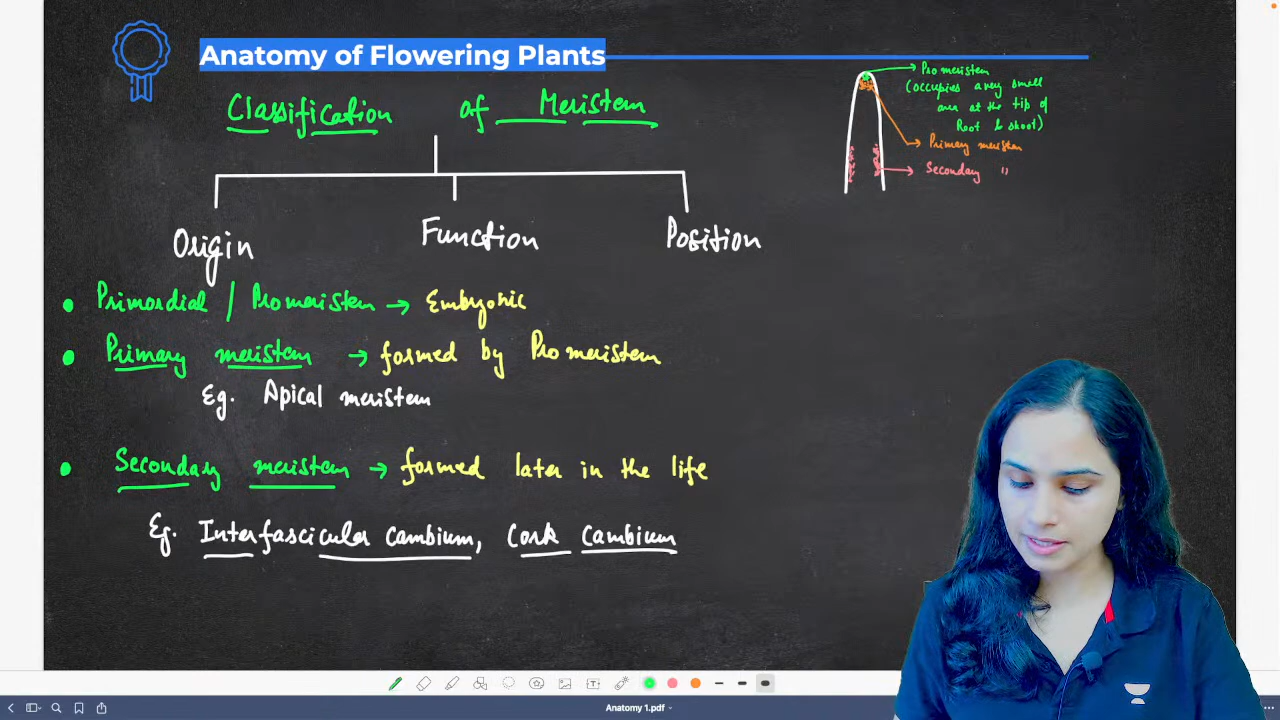 Anatomy of Flowering Plants
Classification of Meristem
Origin
Function
Position
• Primordial / Promeristem → Embryonic
• Primary meristem → formed by Promeristem
Eg. Apical meristem
• Secondary meristem → formed later in the life
Eg. Interfascicular cambium, Cork Cambium
Promeristem
(occupies a very small
area at the tip of
Root & shoot)
Primary meristem
Secondary "
Anatomy 1.pdf